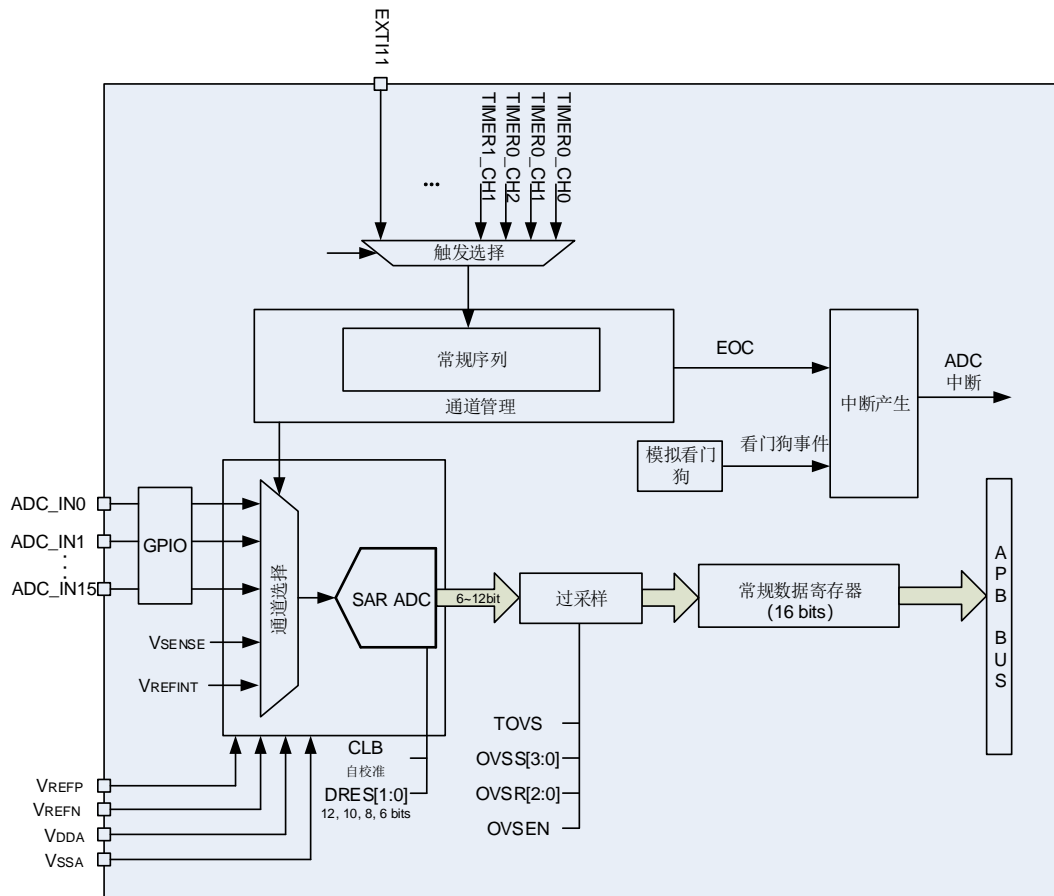 EXTI11
TIMER1_CH1
TIMER0_CH2
TIMER0_CH1
TIMER0_CH0
...
触发选择
常规序列
通道管理
EOC
ADC
中断
中断产生
模拟看门
狗
看门狗事件
ADC_IN0
ADC_IN1
ADC_IN15
GPIO
VSENSE
VREFINT
通道选择
SAR ADC
6~12bit
过采样
常规数据寄存器
(16 bits)
APB BUS
CLB
自校准
DRES[1:0]
12, 10, 8, 6 bits
TOVS
OVSS[3:0]
OVSR[2:0]
OVSEN
VREFP
VREFN
VDDA
VSSA